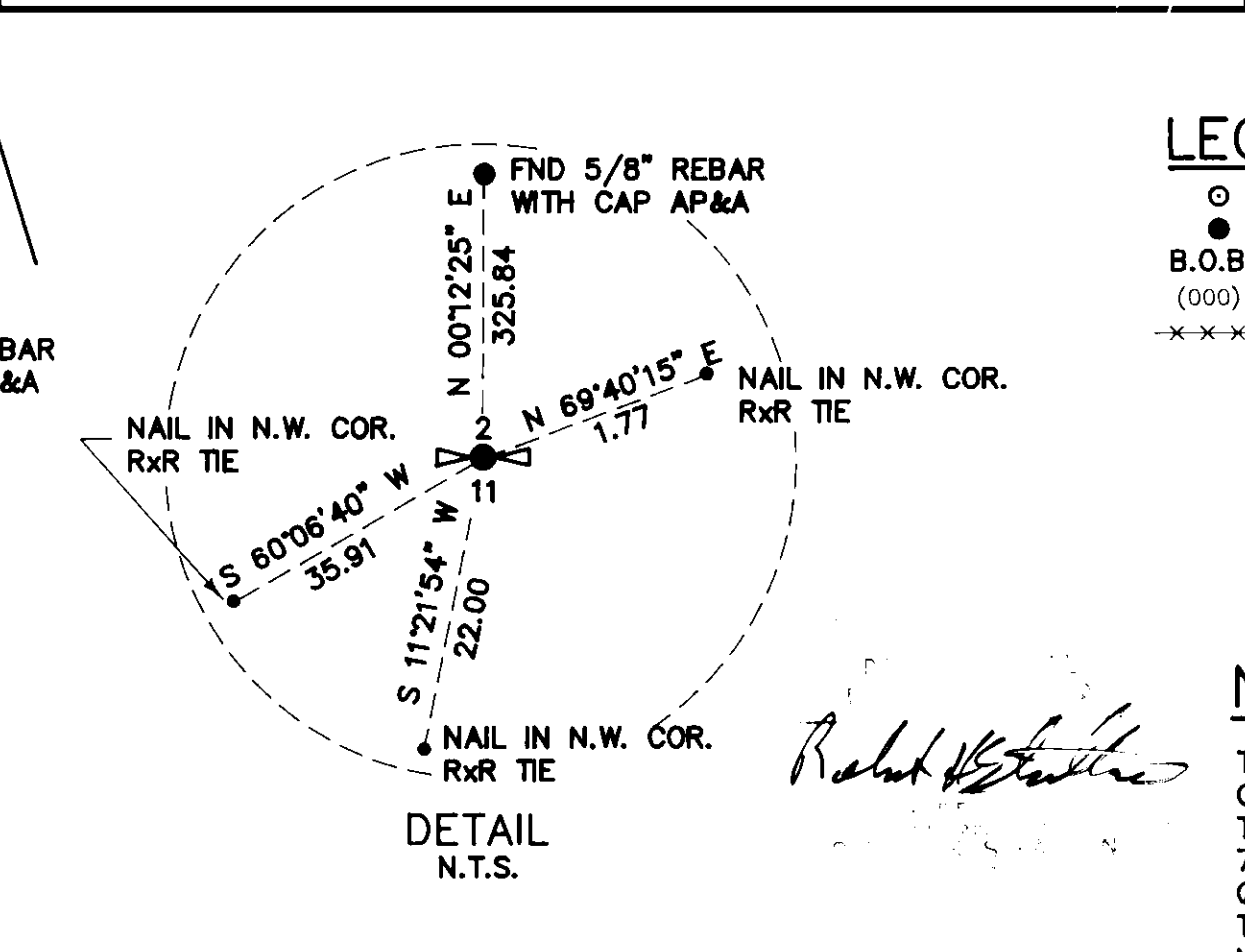 FND 5/8" REBAR
WITH CAP AP&A
N 00°12'25" E
325.84
LEG
B.O.B
(000)
BAR
&A
N 69°40'15" E
1.77
NAIL IN N.W. COR.
RxR TIE
NAIL IN N.W. COR.
RxR TIE
2
11
S 60°06'40" W
35.91
S 11°21'54" W
22.00
NAIL IN N.W. COR.
RxR TIE
DETAIL
N.T.S.